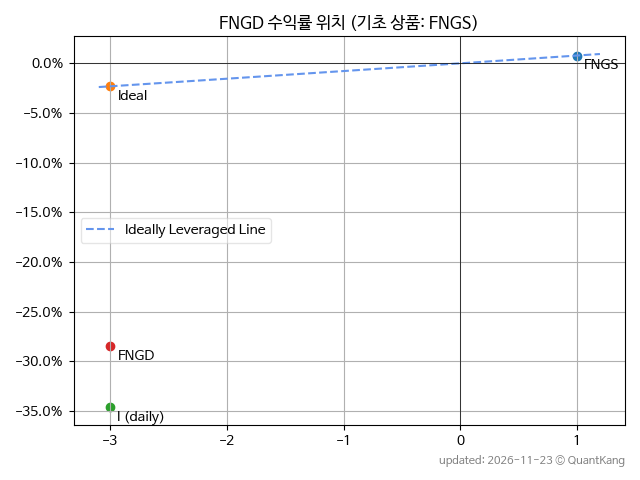 FNGD 수익률 위치 (기초 상품: FNGS)
0.0%
FNGS
Ideal
-5.0%
-10.0%
-15.0%
Ideally Leveraged Line
-20.0%
-25.0%
-30.0%
FNGD
-35.0%
I (daily)
-3
-2
-1
0
1
updated: 2026-11-23 © QuantKang